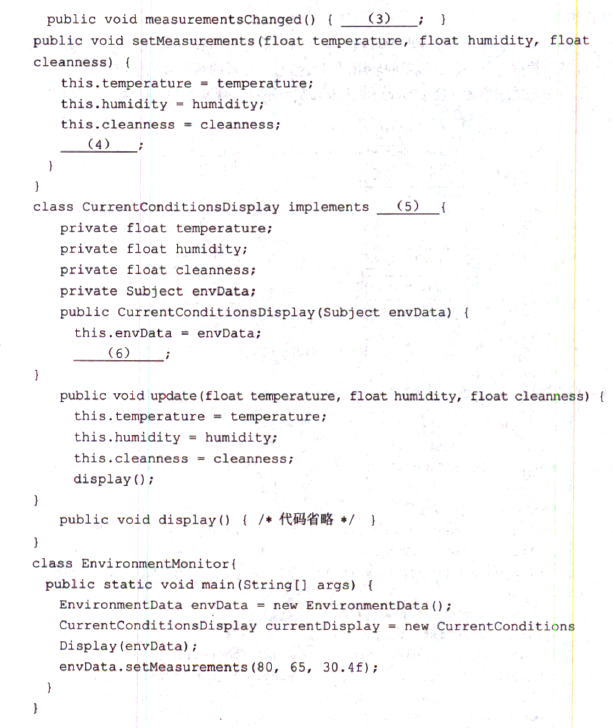 public void measurementsChanged() { (3) ; }
public void setMeasurements(float temperature, float humidity, float
cleanness) {
this.temperature = temperature;
this.humidity = humidity;
this.cleanness = cleanness;
(4) ;
}
}
class CurrentConditionsDisplay implements (5) {
private float temperature;
private float humidity;
private float cleanness;
private Subject envData;
public CurrentConditionsDisplay(Subject envData) {
this.envData = envData;
(6) ;
}
public void update(float temperature, float humidity, float cleanness) {
this.temperature = temperature;
this.humidity = humidity;
this.cleanness = cleanness;
display();
}
public void display() { /* 代码省略 */ }
}
class EnvironmentMonitor{
public static void main(String[] args) {
EnvironmentData envData = new EnvironmentData();
CurrentConditionsDisplay currentDisplay = new CurrentConditions
Display(envData);
envData.setMeasurements(80, 65, 30.4f);
}
}